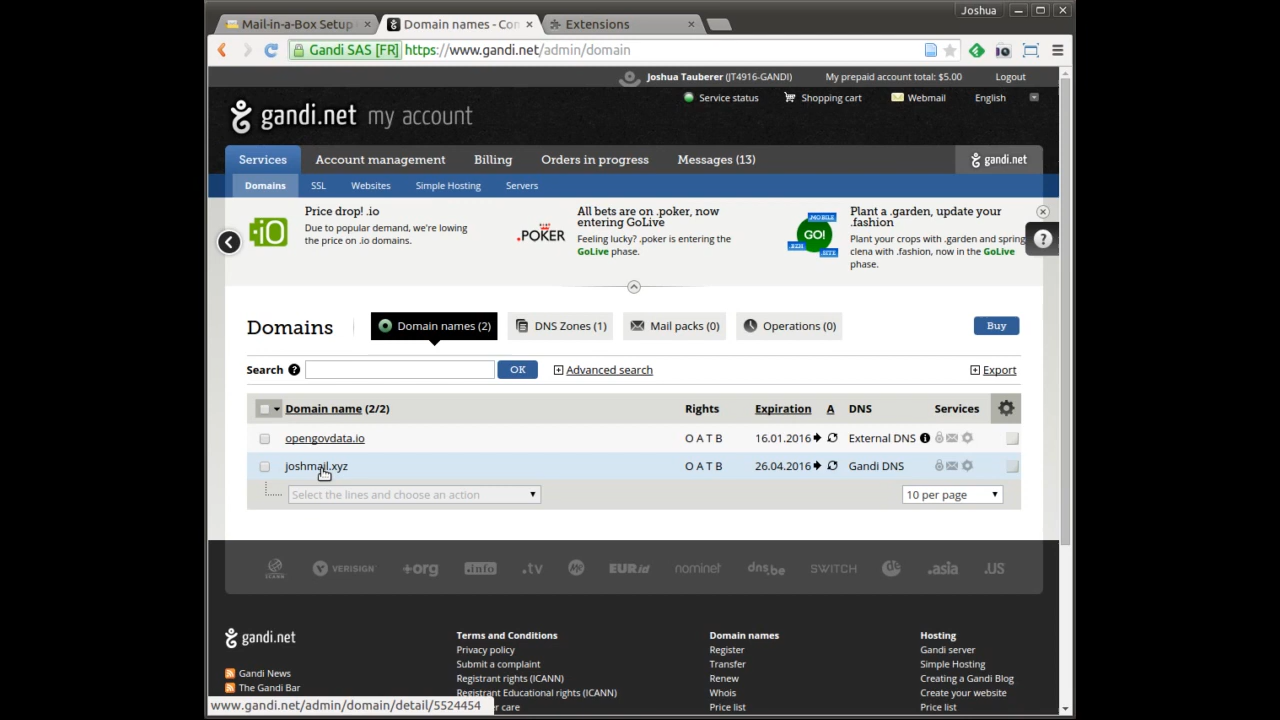 Joshua
Mail-in-a-Box Setup
Domain names - Con
Extensions
Gandi SAS [FR] https://www.gandi.net/admin/domain
Joshua Tauberer (JT4916-GANDI)
My prepaid account total: $5.00
Logout
Service status
Shopping cart
Webmail
English
gandi.net my account
Services
Account management
Billing
Orders in progress
Messages (13)
gandi.net
Domains
SSL
Websites
Simple Hosting
Servers
Price drop! .io
Due to popular demand, we're lowing
the price on .io domains.
.iO
.POKER
All bets are on .poker, now
entering GoLive
Feeling lucky? .poker is entering the
GoLive phase.
.MOBILE
GO!
Plant a .garden, update your
.fashion
Plant your crops with .garden and spring
clena with .fashion, now in the GoLive
phase.
?
Domains
Domain names (2)
DNS Zones (1)
Mail packs (0)
Operations (0)
Buy
Search ?
OK
Advanced search
Export
Domain name (2/2)
Rights
Expiration
A
DNS
Services
opengovdata.io
O A T B
16.01.2016
External DNS
joshmail.xyz
O A T B
26.04.2016
Gandi DNS
Select the lines and choose an action
10 per page
ICANN
VERISIGN
+org
.info
.tv
EURid
nominet
dns.be
SWITCH
.asia
.US
gandi.net
Gandi News
The Gandi Bar
Terms and Conditions
Privacy policy
Submit a complaint
Registrant rights (ICANN)
Registrant Educational rights (ICANN)
r care
Domain names
Register
Transfer
Renew
Whois
Price list
Hosting
Gandi server
Simple Hosting
Creating a Gandi Blog
Create your website
Price list
www.gandi.net/admin/domain/detail/5524454